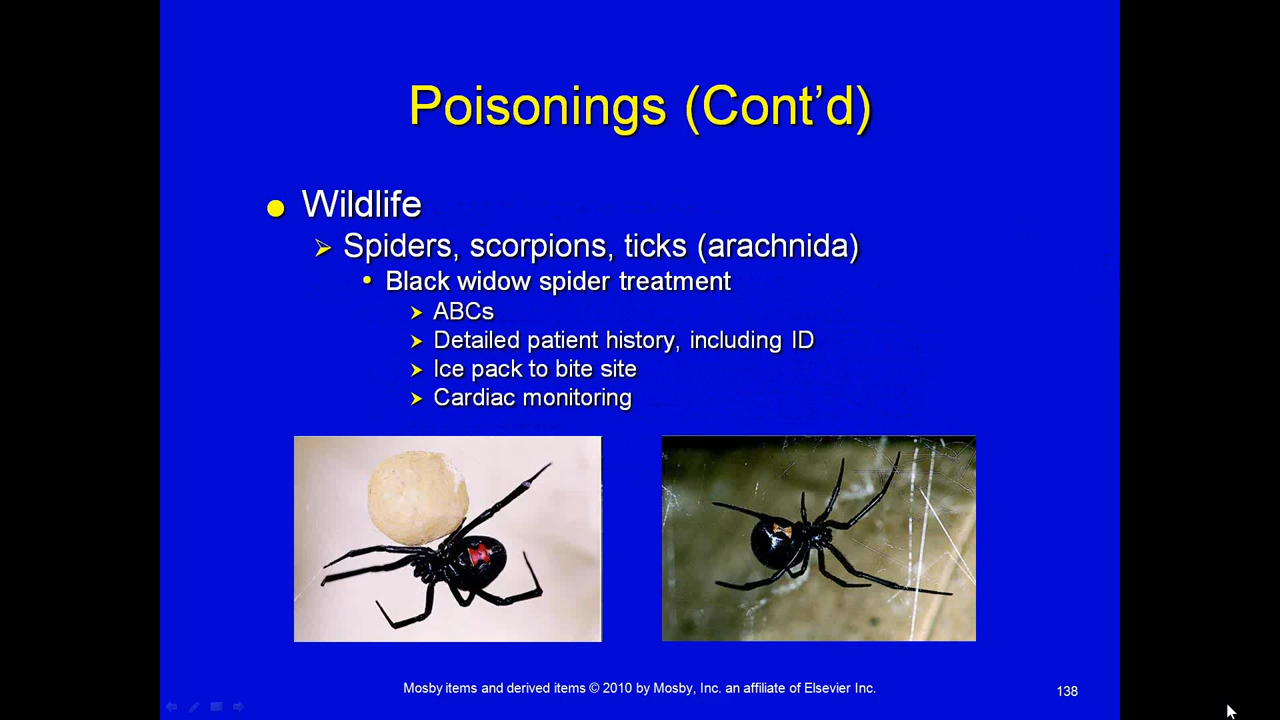 Poisonings (Cont’d)
Wildlife
Spiders, scorpions, ticks (arachnida)
Black widow spider treatment
ABCs
Detailed patient history, including ID
Ice pack to bite site
Cardiac monitoring
Mosby items and derived items © 2010 by Mosby, Inc. an affiliate of Elsevier Inc.
138